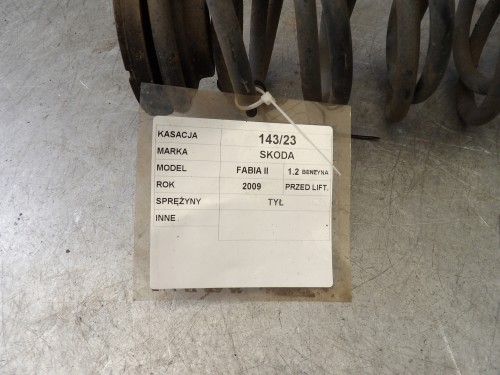 KASACJA 143/23
MARKA SKODA
MODEL FABIA II 1.2 BENZYNA
ROK 2009 PRZED LIFT.
SPRĘŻYNY TYŁ
INNE